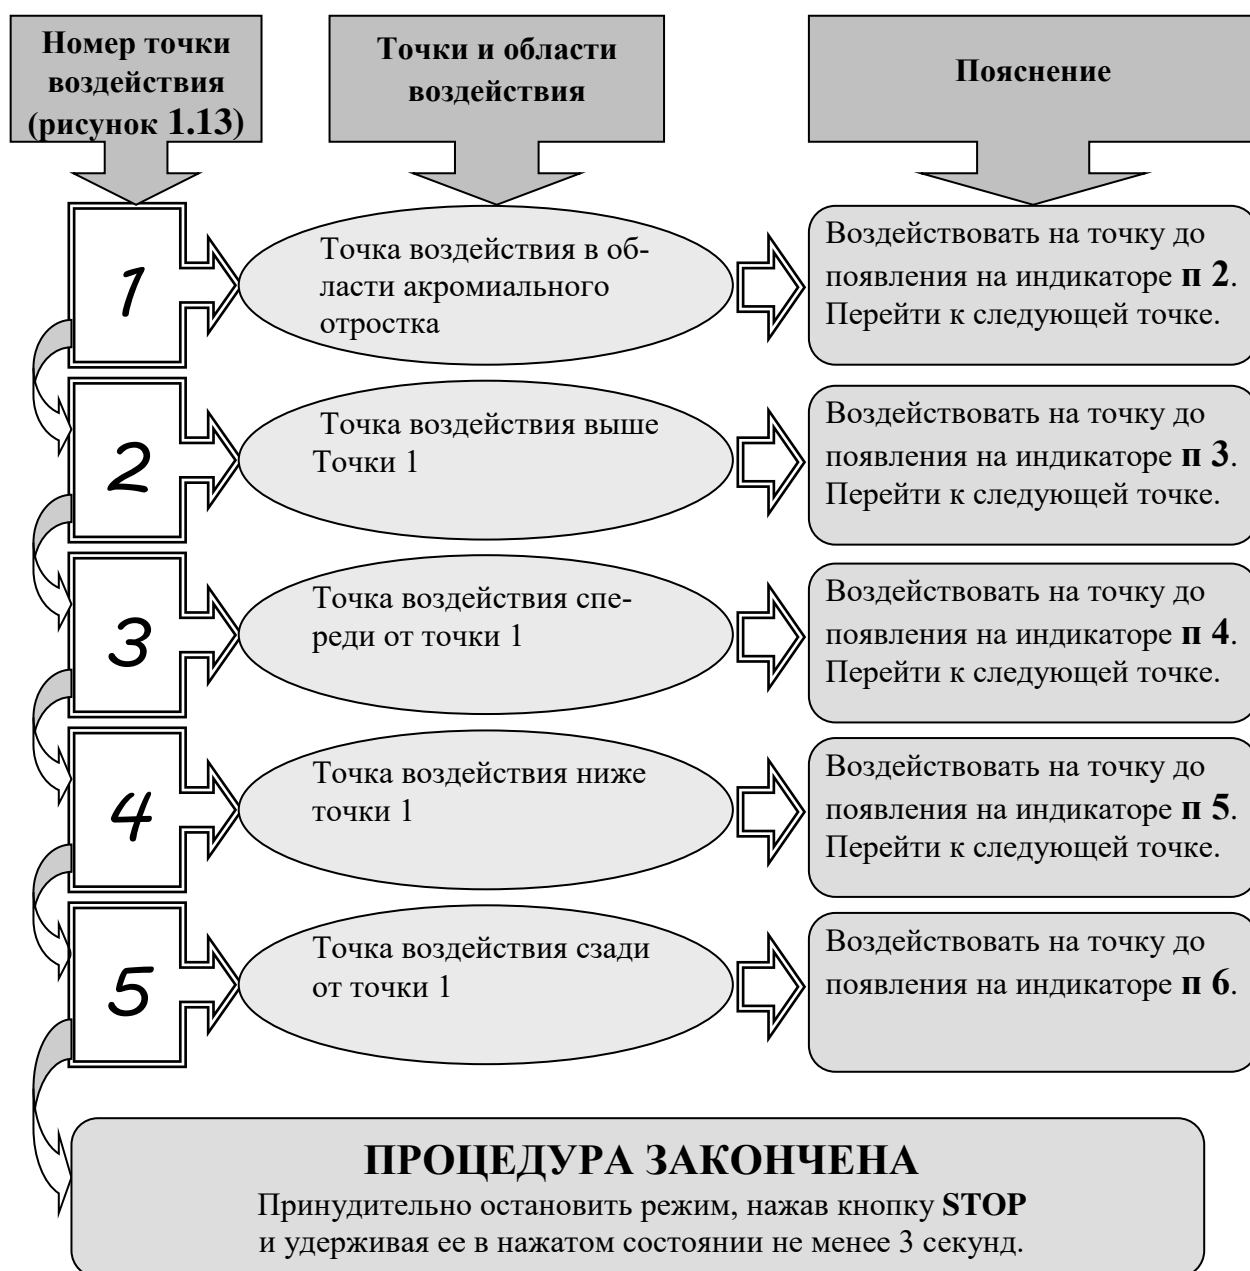 Номер точки
воздействия
(рисунок 1.13)
Точки и области
воздействия
Пояснение
1
Точка воздействия в об-
ласти акромиального
отростка
Воздействовать на точку до
появления на индикаторе п 2.
Перейти к следующей точке.
2
Точка воздействия выше
Точки 1
Воздействовать на точку до
появления на индикаторе п 3.
Перейти к следующей точке.
3
Точка воздействия спе-
реди от точки 1
Воздействовать на точку до
появления на индикаторе п 4.
Перейти к следующей точке.
4
Точка воздействия ниже
точки 1
Воздействовать на точку до
появления на индикаторе п 5.
Перейти к следующей точке.
5
Точка воздействия сзади
от точки 1
Воздействовать на точку до
появления на индикаторе п 6.
ПРОЦЕДУРА ЗАКОНЧЕНА
Принудительно остановить режим, нажав кнопку STOP
и удерживая ее в нажатом состоянии не менее 3 секунд.